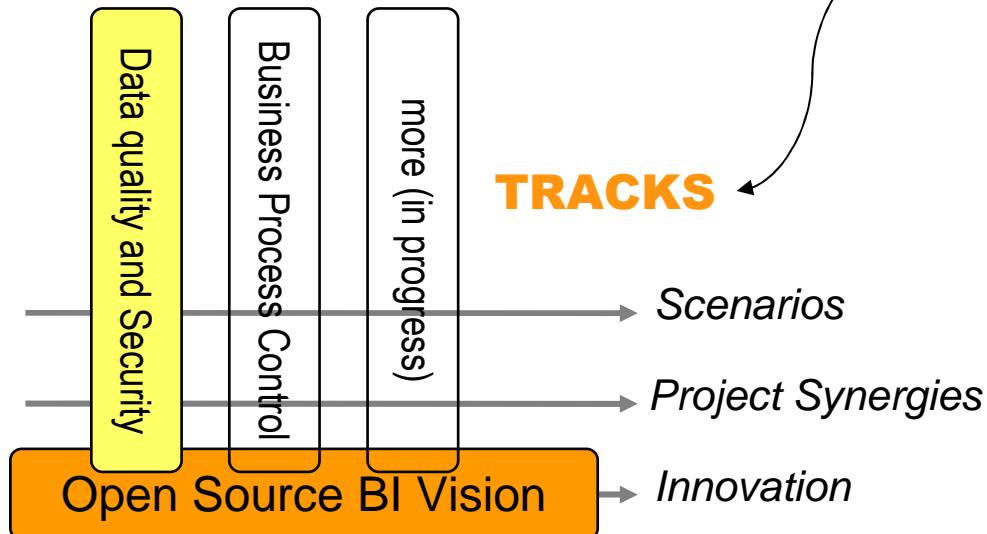 Data quality and Security
Business Process Control
more (in progress)
TRACKS
Scenarios
Project Synergies
Open Source BI Vision
Innovation